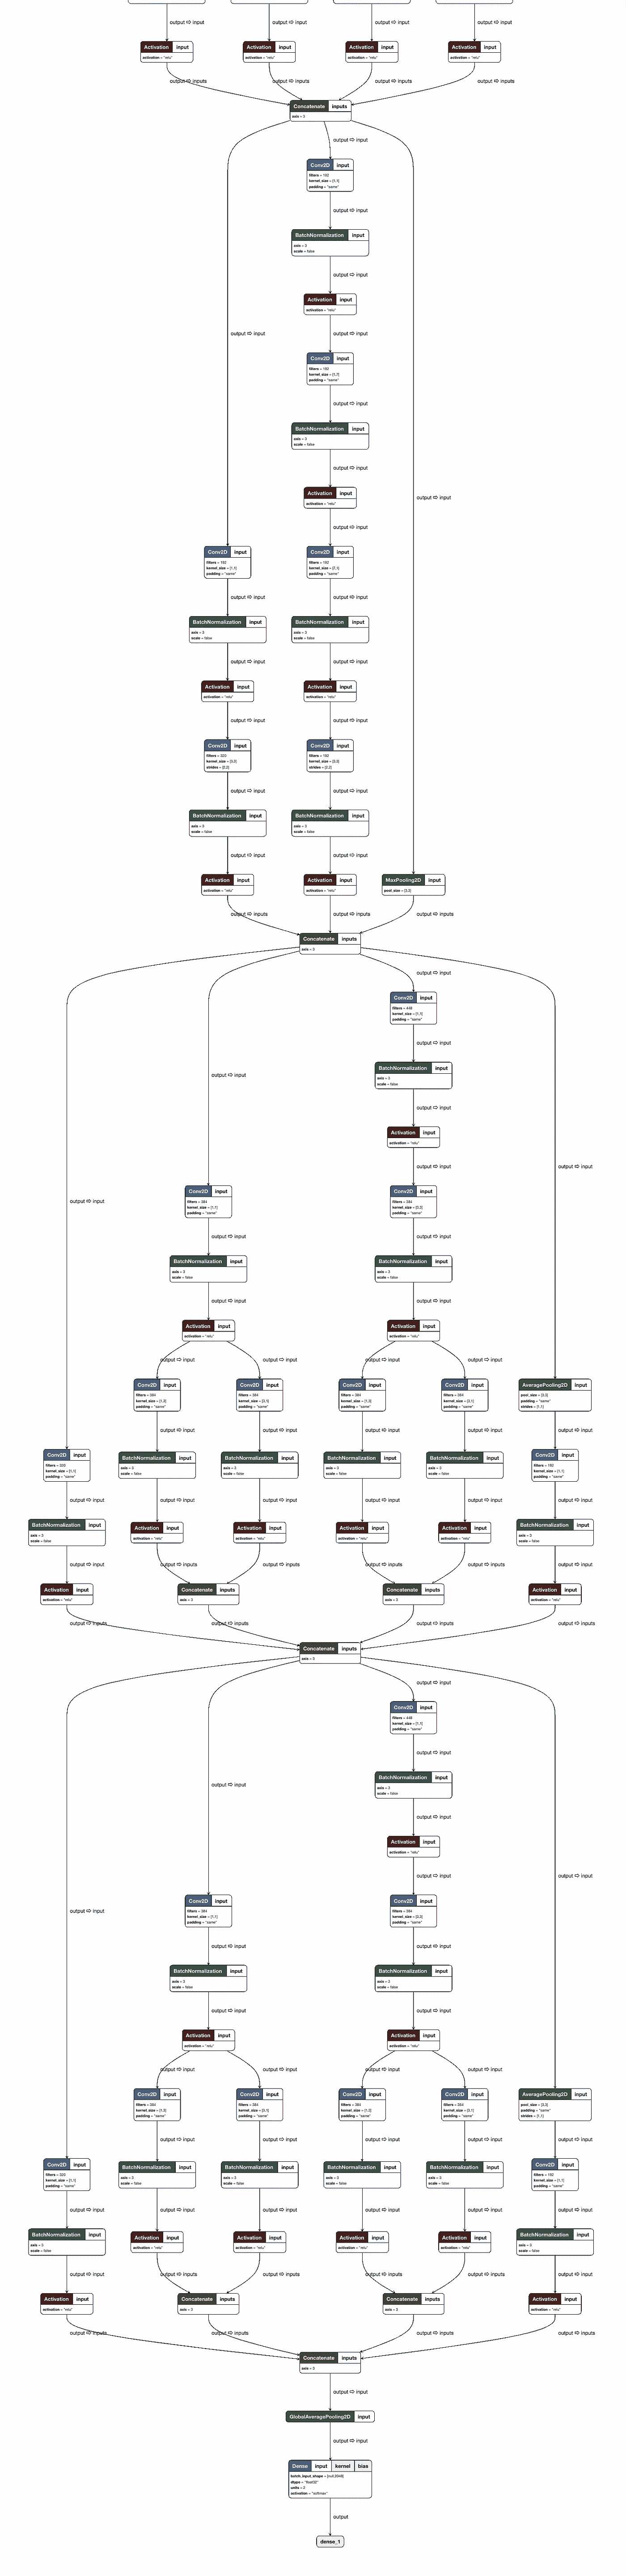 output ⇨ input output ⇨ input output ⇨ input output ⇨ input
Activation input Activation input Activation input Activation input
activation = "relu" activation = "relu" activation = "relu" activation = "relu"
output ⇨ inputs output ⇨ inputs output ⇨ inputs output ⇨ inputs
Concatenate inputs
axis = 3
output ⇨ input
Conv2D input
filters = 192
kernel_size = [1,1]
padding = "same"
output ⇨ input
BatchNormalization input
axis = 3
scale = false
output ⇨ input
Activation input
activation = "relu"
output ⇨ input output ⇨ input
Conv2D input
filters = 192
kernel_size = [1,7]
padding = "same"
output ⇨ input
BatchNormalization input
axis = 3
scale = false
output ⇨ input
Activation input
output ⇨ input
activation = "relu"
output ⇨ input
Conv2D input Conv2D input
filters = 192 filters = 192
kernel_size = [1,1] kernel_size = [7,1]
padding = "same" padding = "same"
output ⇨ input output ⇨ input
BatchNormalization input BatchNormalization input
axis = 3 axis = 3
scale = false scale = false
output ⇨ input output ⇨ input
Activation input Activation input
activation = "relu" activation = "relu"
output ⇨ input output ⇨ input
Conv2D input Conv2D input
filters = 320 filters = 192
kernel_size = [3,3] kernel_size = [3,3]
strides = [2,2] strides = [2,2]
output ⇨ input output ⇨ input
BatchNormalization input BatchNormalization input
axis = 3 axis = 3
scale = false scale = false
output ⇨ input output ⇨ input
Activation input Activation input MaxPooling2D input
activation = "relu" activation = "relu" pool_size = [3,3]
output ⇨ inputs output ⇨ inputs output ⇨ inputs
Concatenate inputs
axis = 3
output ⇨ input
Conv2D input
filters = 448
kernel_size = [1,1]
padding = "same"
output ⇨ input
BatchNormalization input
output ⇨ input
axis = 3
scale = false
output ⇨ input
Activation input
activation = "relu"
output ⇨ input output ⇨ input
Conv2D input Conv2D input
filters = 384 filters = 384
kernel_size = [1,1] kernel_size = [3,3]
padding = "same" padding = "same"
output ⇨ input
output ⇨ input output ⇨ input
BatchNormalization input BatchNormalization input
axis = 3 axis = 3
scale = false scale = false
output ⇨ input output ⇨ input
Activation input Activation input
activation = "relu" activation = "relu"
output ⇨ input output ⇨ input output ⇨ input output ⇨ input
Conv2D input Conv2D input Conv2D input Conv2D input AveragePooling2D input
filters = 384 filters = 384 filters = 384 filters = 384 pool_size = [3,3]
kernel_size = [1,3] kernel_size = [3,1] kernel_size = [1,3] kernel_size = [3,1] padding = "same"
padding = "same" padding = "same" padding = "same" padding = "same" strides = [1,1]
output ⇨ input output ⇨ input output ⇨ input output ⇨ input output ⇨ input
Conv2D input BatchNormalization input BatchNormalization input BatchNormalization input BatchNormalization input Conv2D input
filters = 320 axis = 3 axis = 3 axis = 3 axis = 3 filters = 192
kernel_size = [1,1] scale = false scale = false scale = false scale = false kernel_size = [1,1]
padding = "same" padding = "same"
output ⇨ input output ⇨ input output ⇨ input output ⇨ input output ⇨ input output ⇨ input
BatchNormalization input Activation input Activation input Activation input Activation input BatchNormalization input
axis = 3 activation = "relu" activation = "relu" activation = "relu" activation = "relu" axis = 3
scale = false scale = false
output ⇨ input output ⇨ inputs output ⇨ inputs output ⇨ inputs output ⇨ inputs output ⇨ input
Activation input Concatenate inputs Concatenate inputs Activation input
activation = "relu" axis = 3 axis = 3 activation = "relu"
output ⇨ inputs output ⇨ inputs output ⇨ inputs output ⇨ inputs
Concatenate inputs
axis = 3
output ⇨ input
Conv2D input
filters = 448
kernel_size = [1,1]
padding = "same"
output ⇨ input
BatchNormalization input
output ⇨ input
axis = 3
scale = false
output ⇨ input
Activation input
activation = "relu"
output ⇨ input output ⇨ input
Conv2D input Conv2D input
filters = 384 filters = 384
kernel_size = [1,1] kernel_size = [3,3]
padding = "same" padding = "same"
output ⇨ input
output ⇨ input output ⇨ input
BatchNormalization input BatchNormalization input
axis = 3 axis = 3
scale = false scale = false
output ⇨ input output ⇨ input
Activation input Activation input
activation = "relu" activation = "relu"
output ⇨ input output ⇨ input output ⇨ input output ⇨ input
Conv2D input Conv2D input Conv2D input Conv2D input AveragePooling2D input
filters = 384 filters = 384 filters = 384 filters = 384 pool_size = [3,3]
kernel_size = [1,3] kernel_size = [3,1] kernel_size = [1,3] kernel_size = [3,1] padding = "same"
padding = "same" padding = "same" padding = "same" padding = "same" strides = [1,1]
output ⇨ input output ⇨ input output ⇨ input output ⇨ input output ⇨ input
Conv2D input BatchNormalization input BatchNormalization input BatchNormalization input BatchNormalization input Conv2D input
filters = 320 axis = 3 axis = 3 axis = 3 axis = 3 filters = 192
kernel_size = [1,1] scale = false scale = false scale = false scale = false kernel_size = [1,1]
padding = "same" padding = "same"
output ⇨ input output ⇨ input output ⇨ input output ⇨ input output ⇨ input output ⇨ input
BatchNormalization input Activation input Activation input Activation input Activation input BatchNormalization input
axis = 3 activation = "relu" activation = "relu" activation = "relu" activation = "relu" axis = 3
scale = false scale = false
output ⇨ input output ⇨ inputs output ⇨ inputs output ⇨ inputs output ⇨ inputs output ⇨ input
Activation input Concatenate inputs Concatenate inputs Activation input
activation = "relu" axis = 3 axis = 3 activation = "relu"
output ⇨ inputs output ⇨ inputs output ⇨ inputs output ⇨ inputs
Concatenate inputs
axis = 3
output ⇨ input
GlobalAveragePooling2D input
output ⇨ input
Dense input kernel bias
batch_input_shape = [null,2048]
dtype = "float32"
units = 2
activation = "softmax"
output
dense_1